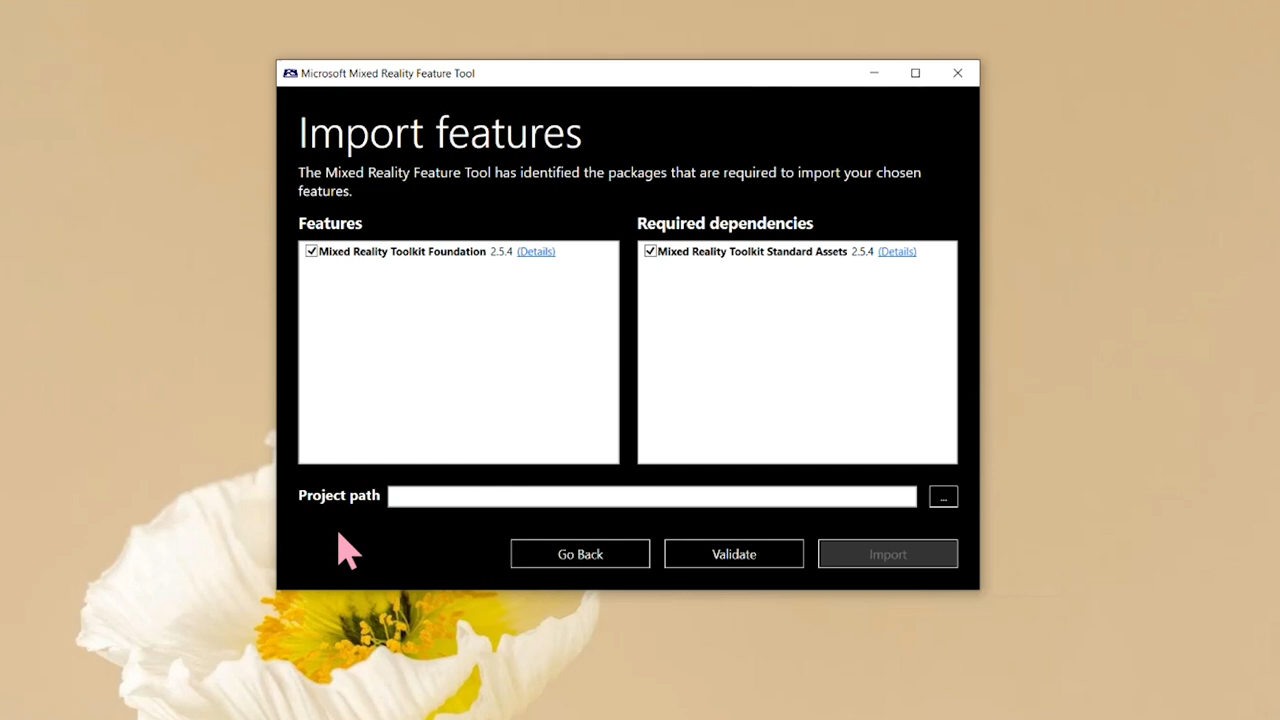 Microsoft Mixed Reality Feature Tool
Import features
The Mixed Reality Feature Tool has identified the packages that are required to import your chosen
features.
Features
Required dependencies
Mixed Reality Toolkit Foundation 2.5.4 (Details)
Mixed Reality Toolkit Standard Assets 2.5.4 (Details)
Project path
...
Go Back
Validate
Import